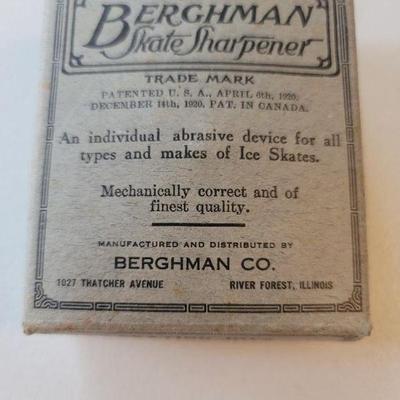 BERGHMAN
Skate Sharpener
TRADE MARK
PATENTED U. S. A., APRIL 6th, 1920,
DECEMBER 14th, 1920. PAT. IN CANADA.
An individual abrasive device for all
types and makes of Ice Skates.
Mechanically correct and of
finest quality.
MANUFACTURED AND DISTRIBUTED BY
BERGHMAN CO.
1027 THATCHER AVENUE RIVER FOREST, ILLINOIS